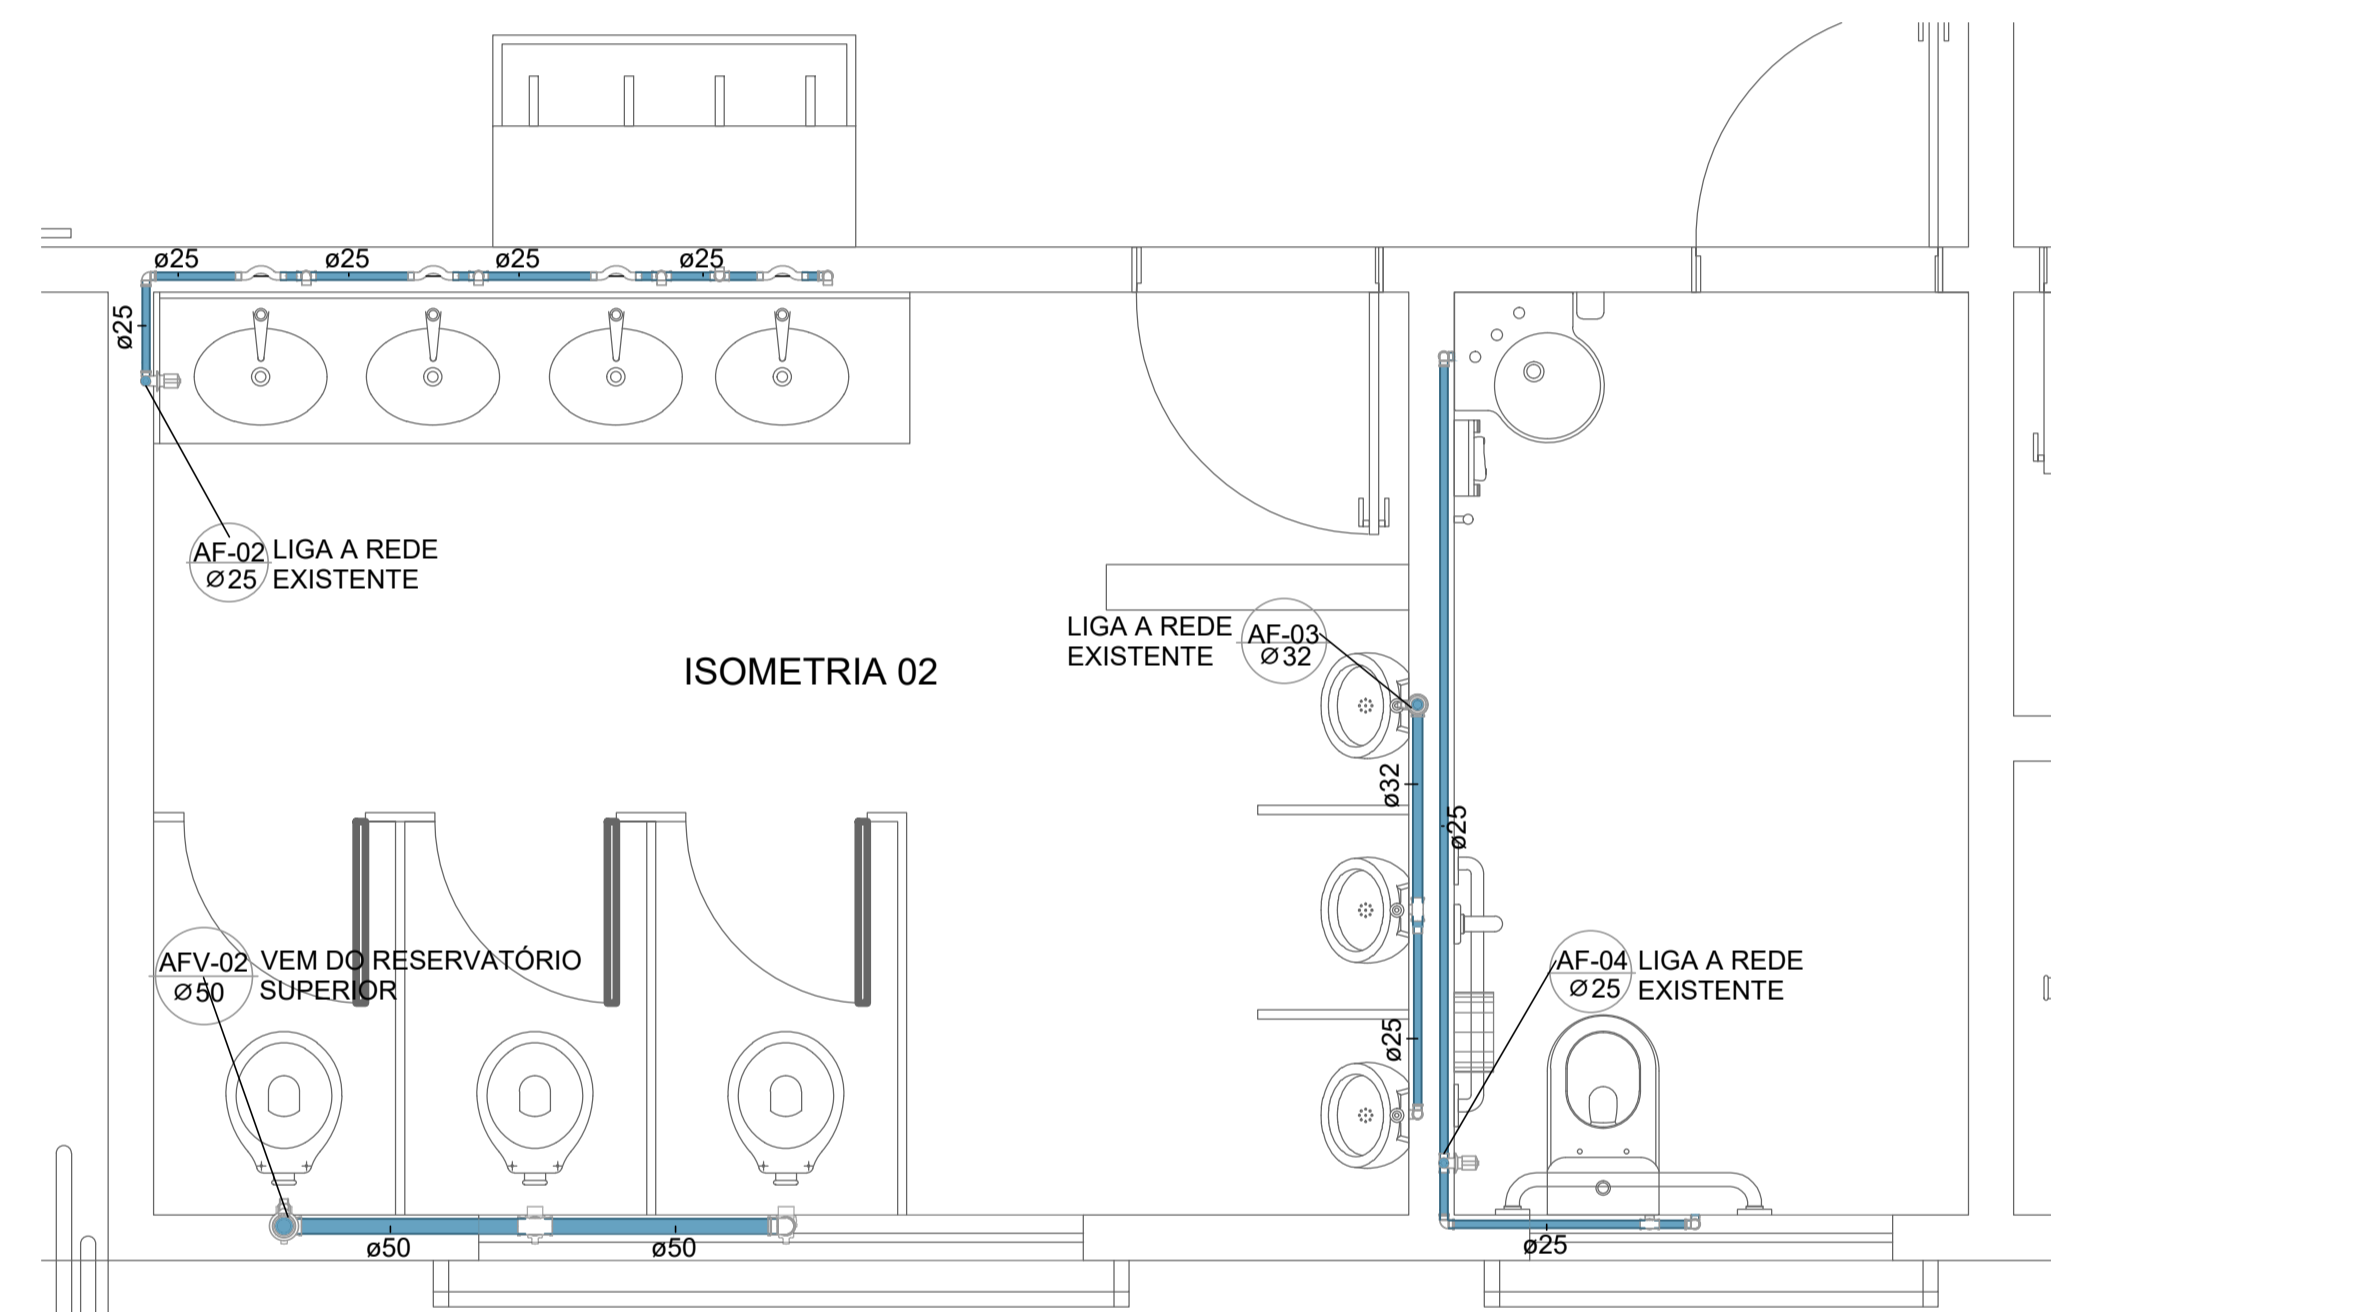 ø25
ø25
ø25
ø25
ø25
AF-02
Ø25
LIGA A REDE
EXISTENTE
LIGA A REDE
EXISTENTE
AF-03
Ø32
ISOMETRIA 02
ø32
ø25
ø25
AFV-02
Ø50
VEM DO RESERVATÓRIO
SUPERIOR
AF-04
Ø25
LIGA A REDE
EXISTENTE
ø50
ø50
ø25